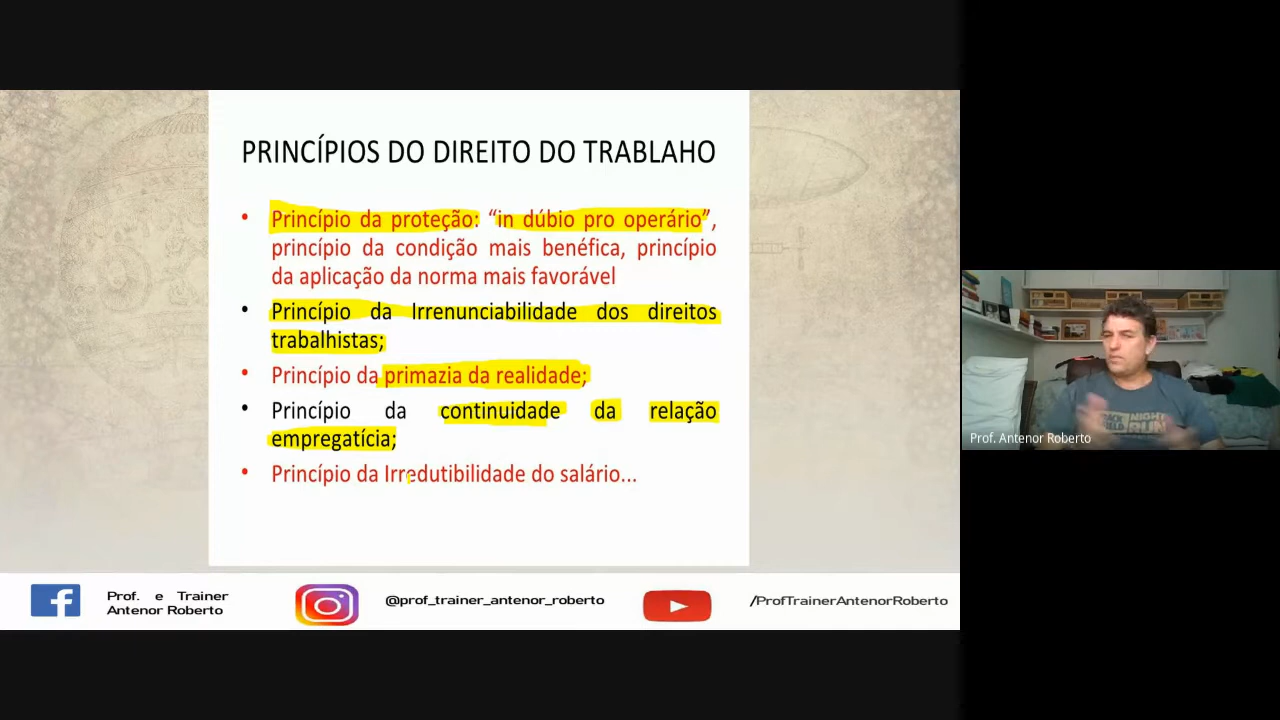 PRINCÍPIOS DO DIREITO DO TRABLAHO
• Princípio da proteção: “in dúbio pro operário”,
princípio da condição mais benéfica, princípio
da aplicação da norma mais favorável
• Princípio da Irrenunciabilidade dos direitos
trabalhistas;
• Princípio da primazia da realidade;
• Princípio da continuidade da relação
empregatícia;
• Princípio da Irredutibilidade do salário...
Prof. Antenor Roberto
Prof. e Trainer
Antenor Roberto
@prof_trainer_antenor_roberto
/ProfTrainerAntenorRoberto